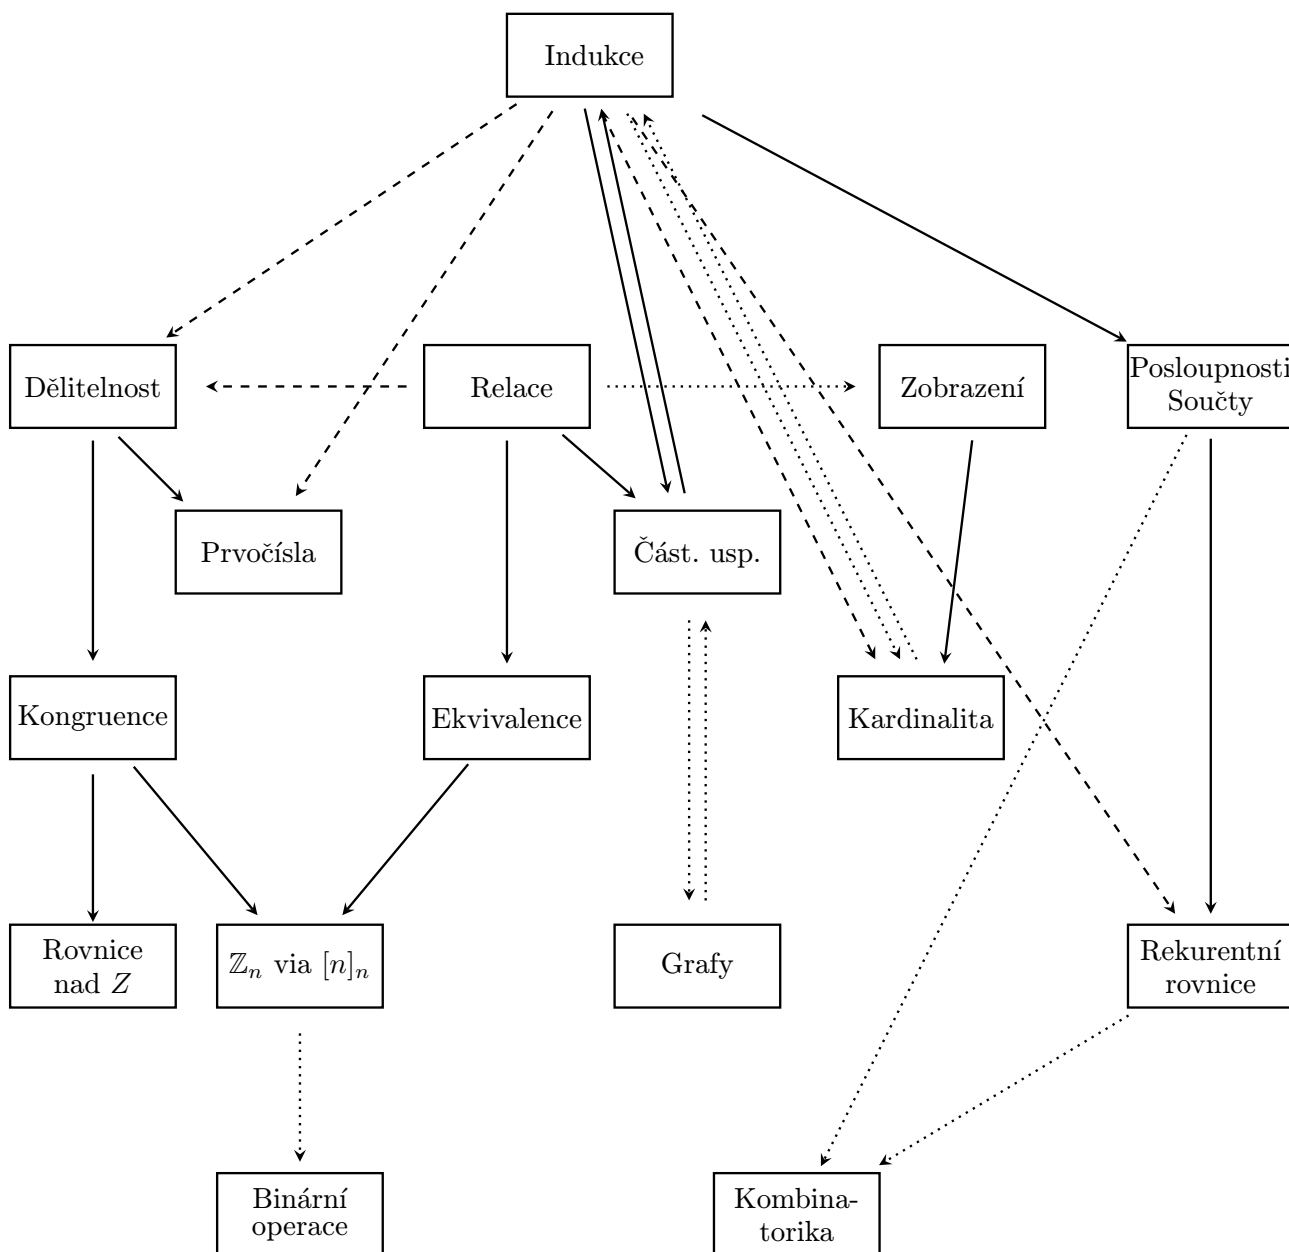 Indukce
Dělitelnost
Relace
Zobrazení
Posloupnosti
Součty
Prvočísla
Část. usp.
Kongruence
Ekvivalence
Kardinalita
Rovnice
nad Z
ℤₙ via [n]ₙ
Grafy
Rekurentní
rovnice
Binární
operace
Kombina-
torika